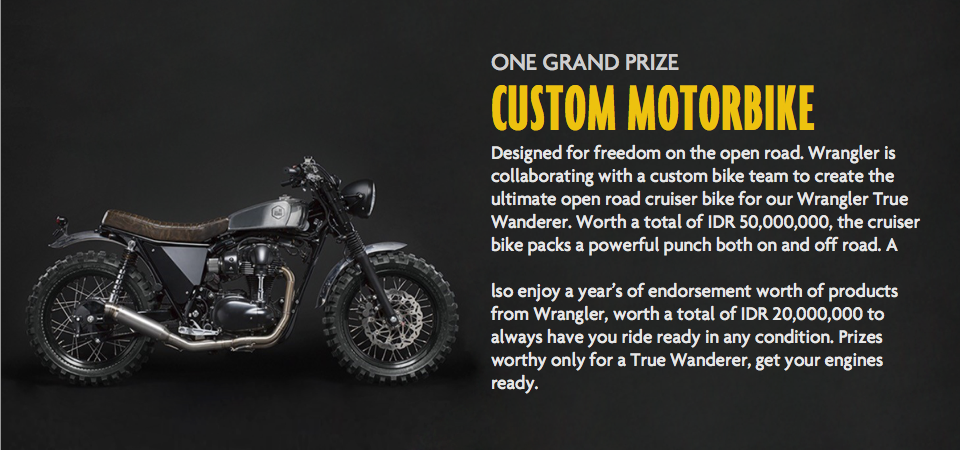 ONE GRAND PRIZE
CUSTOM MOTORBIKE
Designed for freedom on the open road. Wrangler is
collaborating with a custom bike team to create the
ultimate open road cruiser bike for our Wrangler True
Wanderer. Worth a total of IDR 50,000,000, the cruiser
bike packs a powerful punch both on and off road. A
lso enjoy a year's of endorsement worth of products
from Wrangler, worth a total of IDR 20,000,000 to
always have you ride ready in any condition. Prizes
worthy only for a True Wanderer, get your engines
ready.